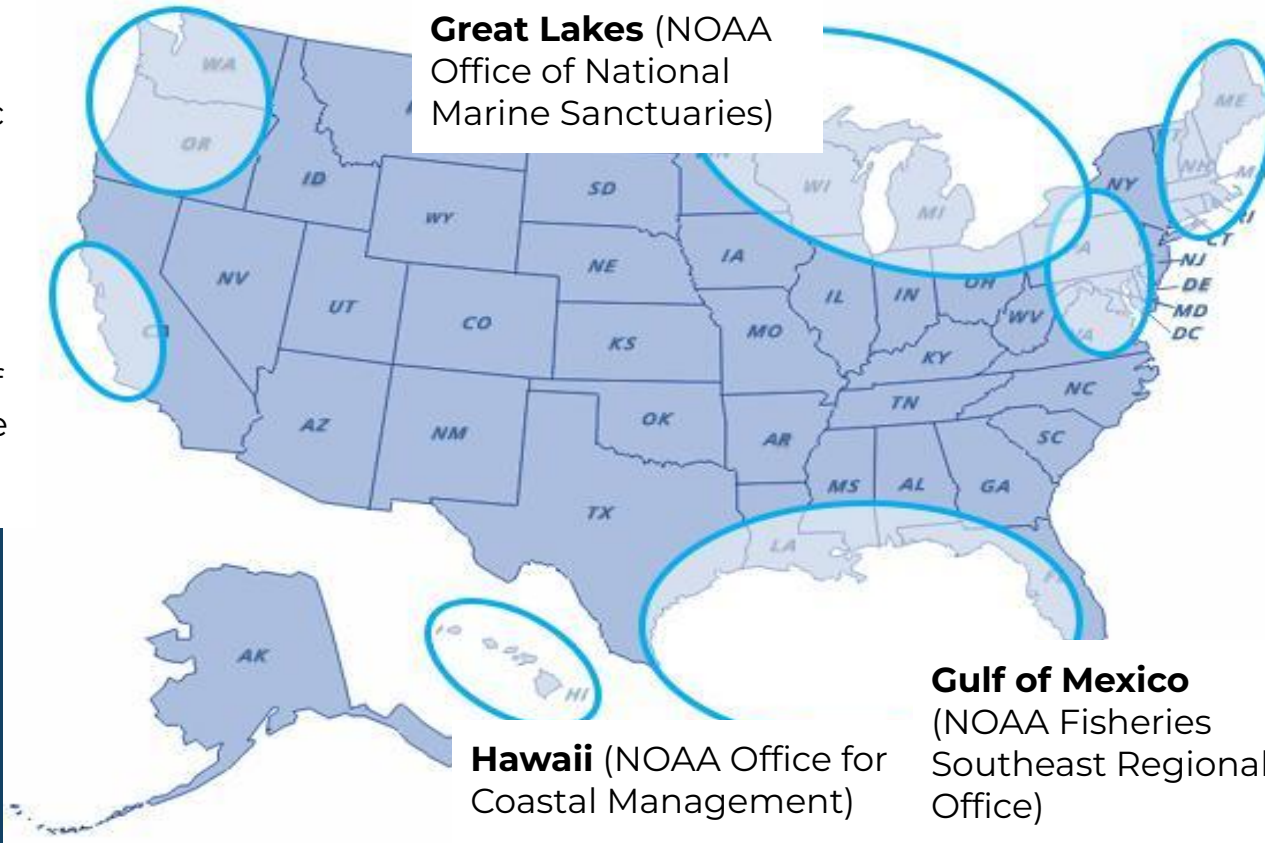 Great Lakes (NOAA
Office of National
Marine Sanctuaries)
WA
OR
ID
WY
SD
WI
MI
NY
ME
NH
RI
CT
NJ
DE
MD
DC
NV
UT
CO
NE
KS
IA
MO
IL
IN
OH
WV
KY
VA
AZ
NM
OK
AR
TN
NC
SC
TX
MS
AL
GA
LA
AK
HI
Hawaii (NOAA Office for
Coastal Management)
Gulf of Mexico
(NOAA Fisheries
Southeast Regional
Office)